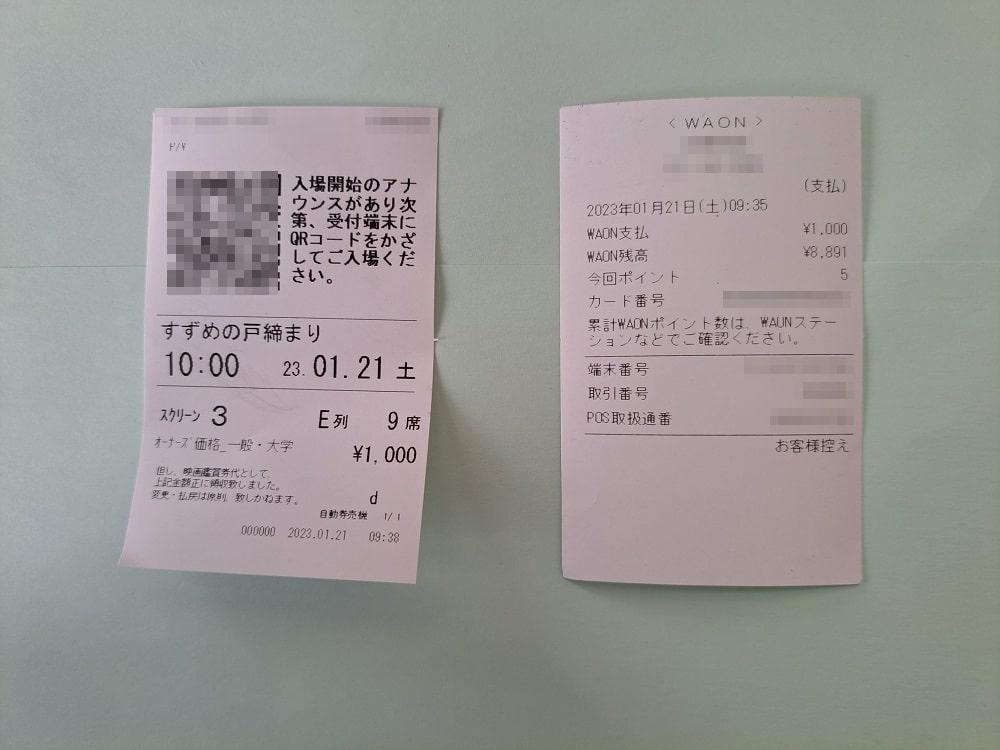 P/¥
入場開始のアナ
ウンスがあり次
第、受付端末に
QRコードをかざ
してご入場くだ
さい。
すずめの戸締まり
10:00 23.01.21 土
スクリーン 3 E列 9席
オーナーズ価格_一般・大学
¥1,000
但し、映画鑑賞券代として、
上記金額正に領収致しました。
変更・払戻は原則、致しかねます。
d
自動券売機 1/1
000000 2023.01.21 09:38
< WAON >
(支払)
2023年01月21日(土)09:35
WAON支払 ¥1,000
WAON残高 ¥8,891
今回ポイント 5
カード番号
累計WAONポイント数は、WAONステー
ションなどでご確認ください。
端末番号
取引番号
POS取扱通番
お客様控え